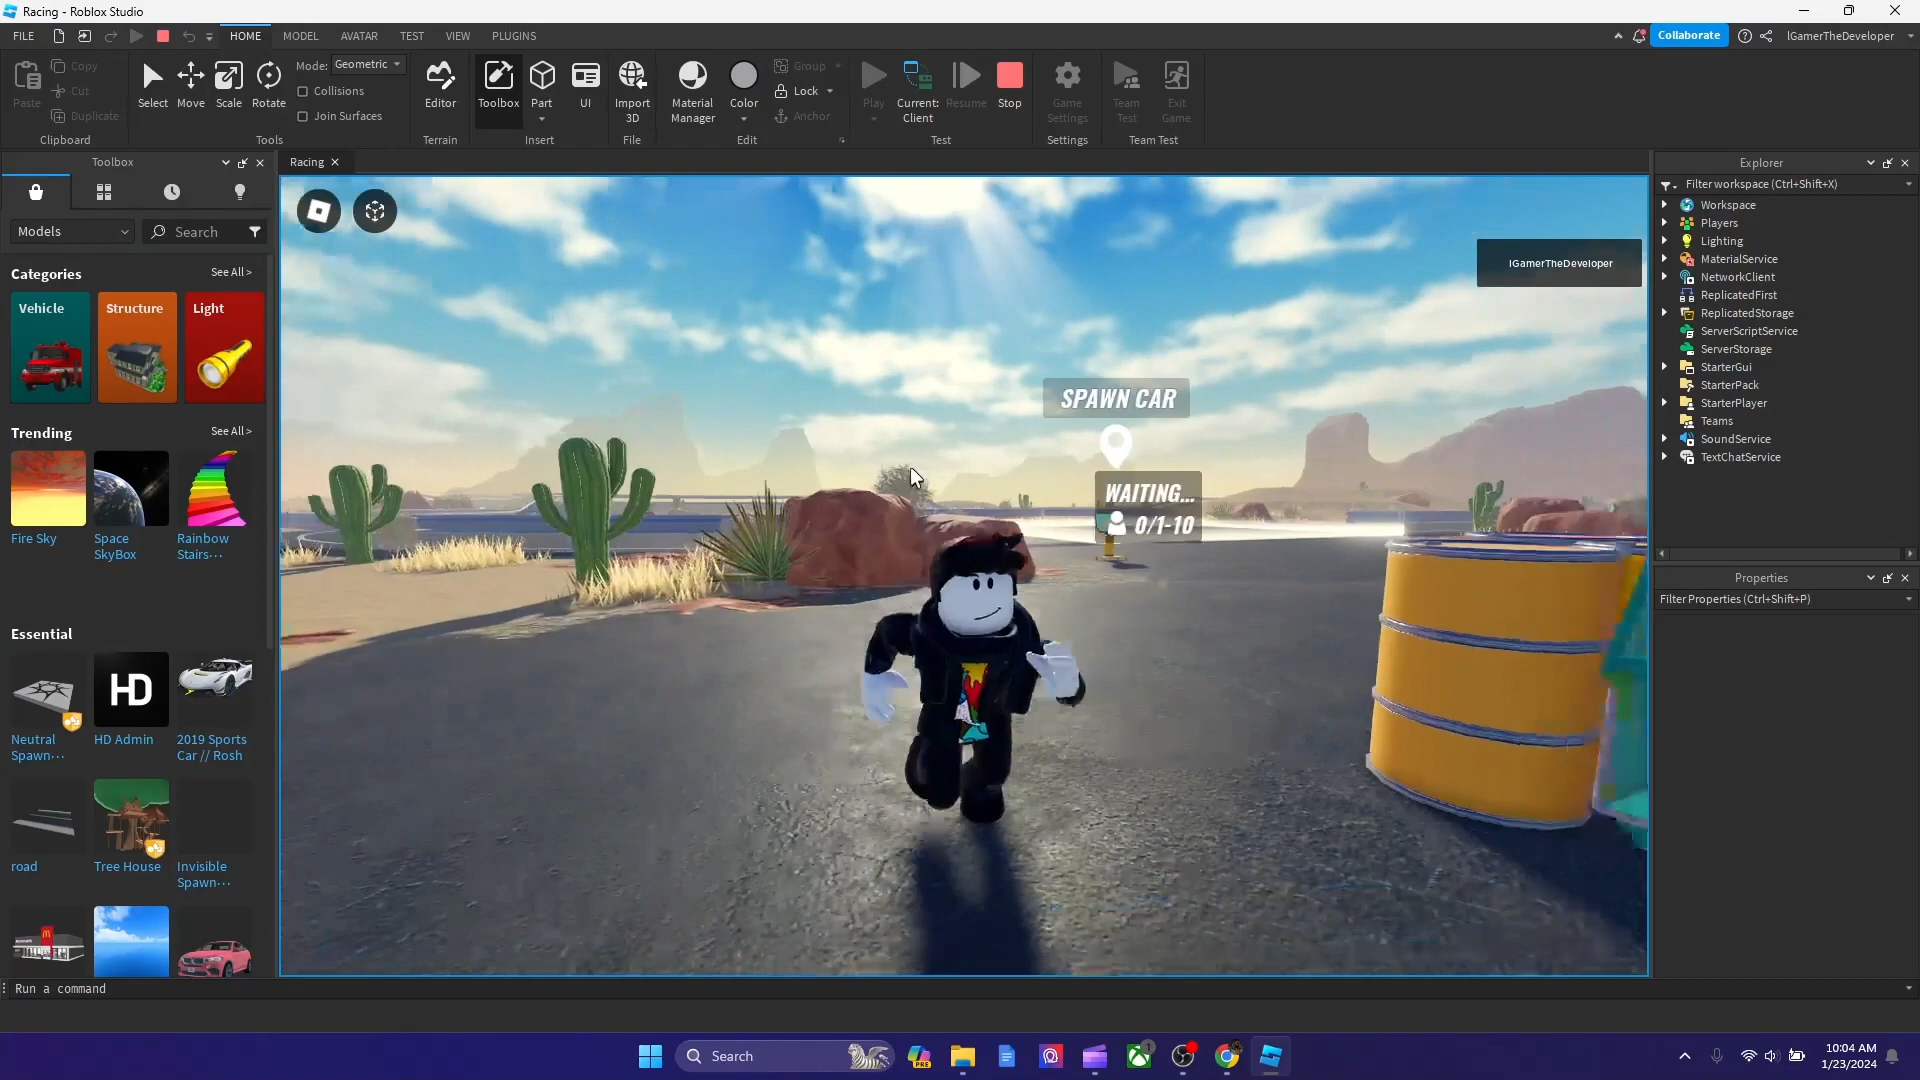 Racing - Roblox Studio
FILE
HOME
MODEL
AVATAR
TEST
VIEW
PLUGINS
Collaborate
IGamerTheDeveloper
Paste
Copy
Cut
Duplicate
Clipboard
Select
Move
Scale
Rotate
Mode: Geometric
Collisions
Join Surfaces
Tools
Editor
Terrain
Toolbox
Part
UI
Insert
Import
3D
File
Material
Manager
Color
Group
Lock
Anchor
Edit
Play
Current:
Client
Resume
Stop
Test
Game
Settings
Settings
Team
Test
Exit
Game
Team Test
Toolbox
Models
Search
Categories
See All >
Vehicle
Structure
Light
Trending
See All >
Fire Sky
Space
SkyBox
Rainbow
Stairs...
Essential
Neutral
Spawn...
HD
HD Admin
2019 Sports
Car // Rosh
road
Tree House
Invisible
Spawn...
Racing
IGamerTheDeveloper
SPAWN CAR
WAITING...
0/1-10
Explorer
Filter workspace (Ctrl+Shift+X)
Workspace
Players
Lighting
MaterialService
NetworkClient
ReplicatedFirst
ReplicatedStorage
ServerScriptService
ServerStorage
StarterGui
StarterPack
StarterPlayer
Teams
SoundService
TextChatService
Properties
Filter Properties (Ctrl+Shift+P)
Run a command
Search
PRE
1
10:04 AM
1/23/2024